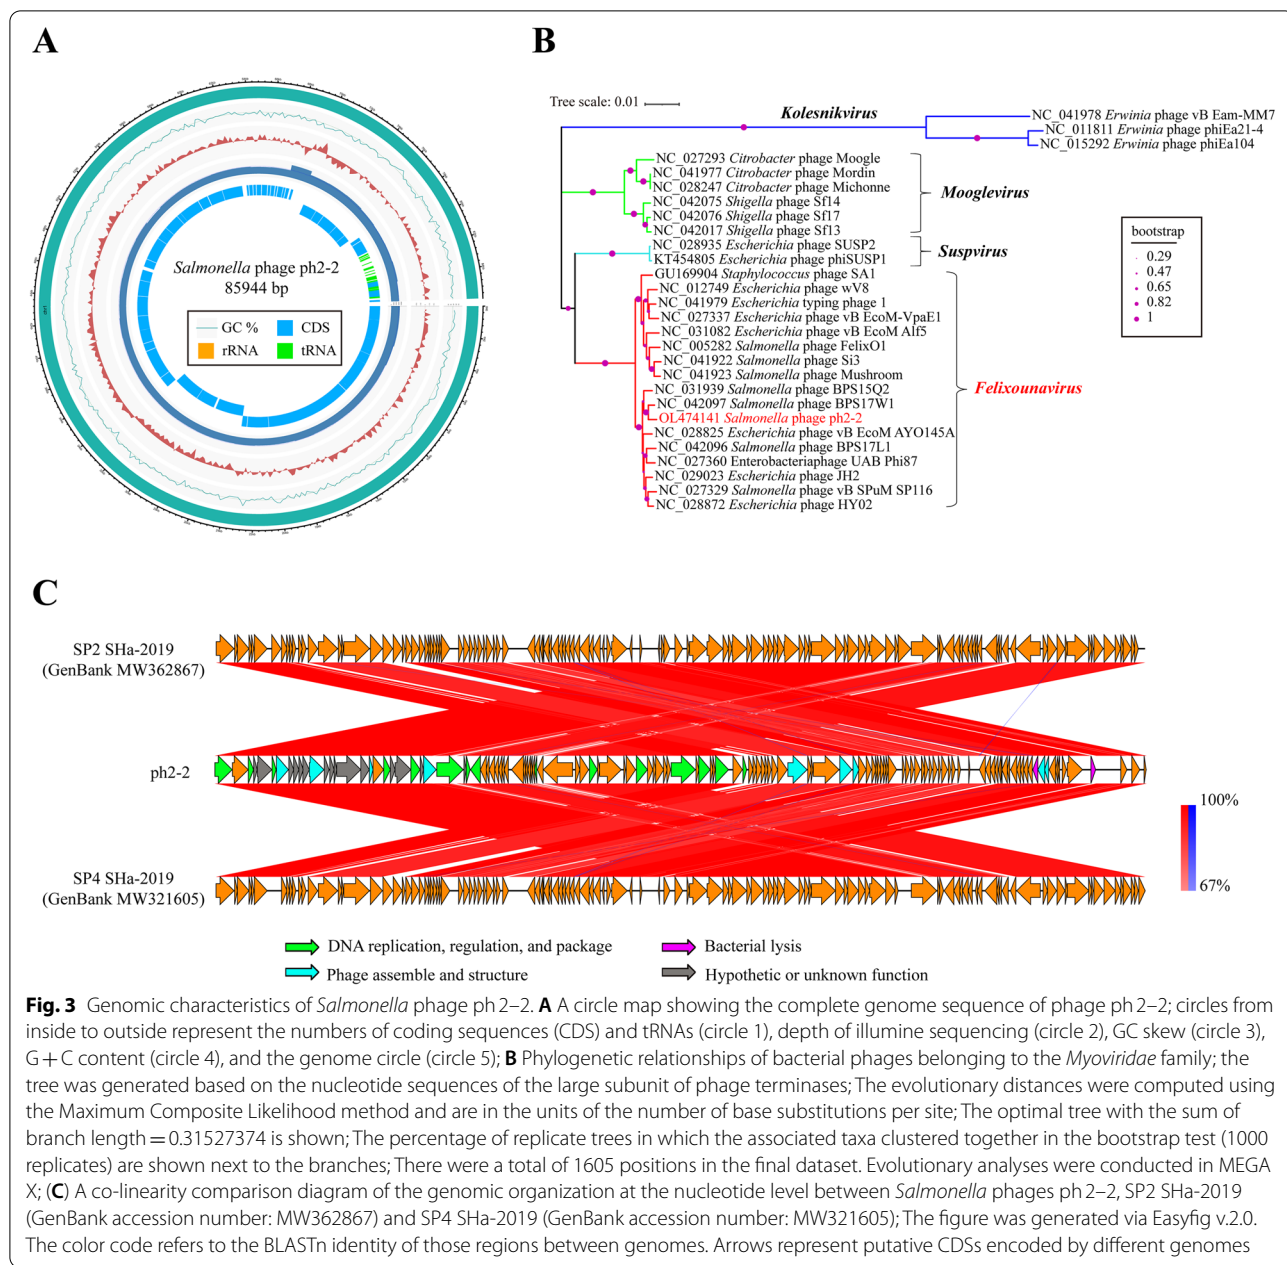 A
Salmonella phage ph2-2
85944 bp
GC %
CDS
rRNA
tRNA
B
Tree scale: 0.01
Kolesnikvirus
NC_041978 Erwinia phage vB Eam-MM7
NC_011811 Erwinia phage phiEa21-4
NC_015292 Erwinia phage phiEa104
NC_027293 Citrobacter phage Moogle
NC_041977 Citrobacter phage Mordin
NC_028247 Citrobacter phage Michonne
NC_042075 Shigella phage Sf14
NC_042076 Shigella phage Sf17
NC_042017 Shigella phage Sf13
Mooglevirus
NC_028935 Escherichia phage SUSP2
KT454805 Escherichia phage phiSUSP1
Suspvirus
GU169904 Staphylococcus phage SA1
NC_012749 Escherichia phage wV8
NC_041979 Escherichia typing phage 1
NC_027337 Escherichia phage vB EcoM-VpaE1
NC_031082 Escherichia phage vB EcoM Alf5
NC_005282 Salmonella phage FelixO1
NC_041922 Salmonella phage Si3
NC_041923 Salmonella phage Mushroom
NC_031939 Salmonella phage BPS15Q2
NC_042097 Salmonella phage BPS17W1
OL474141 Salmonella phage ph2-2
NC_028825 Escherichia phage vB EcoM AYO145A
NC_042096 Salmonella phage BPS17L1
NC_027360 Enterobacteriaphage UAB Phi87
NC_029023 Escherichia phage JH2
NC_027329 Salmonella phage vB SPuM SP116
NC_028872 Escherichia phage HY02
Felixounavirus
bootstrap
0.29
0.47
0.65
0.82
1
C
SP2 SHa-2019
(GenBank MW362867)
ph2-2
SP4 SHa-2019
(GenBank MW321605)
100%
67%
DNA replication, regulation, and package
Bacterial lysis
Phage assemble and structure
Hypothetic or unknown function
Fig. 3 Genomic characteristics of Salmonella phage ph 2–2. A A circle map showing the complete genome sequence of phage ph 2–2; circles from
inside to outside represent the numbers of coding sequences (CDS) and tRNAs (circle 1), depth of illumine sequencing (circle 2), GC skew (circle 3),
G + C content (circle 4), and the genome circle (circle 5); B Phylogenetic relationships of bacterial phages belonging to the Myoviridae family; the
tree was generated based on the nucleotide sequences of the large subunit of phage terminases; The evolutionary distances were computed using
the Maximum Composite Likelihood method and are in the units of the number of base substitutions per site; The optimal tree with the sum of
branch length = 0.31527374 is shown; The percentage of replicate trees in which the associated taxa clustered together in the bootstrap test (1000
replicates) are shown next to the branches; There were a total of 1605 positions in the final dataset. Evolutionary analyses were conducted in MEGA
X; (C) A co-linearity comparison diagram of the genomic organization at the nucleotide level between Salmonella phages ph 2–2, SP2 SHa-2019
(GenBank accession number: MW362867) and SP4 SHa-2019 (GenBank accession number: MW321605); The figure was generated via Easyfig v.2.0.
The color code refers to the BLASTn identity of those regions between genomes. Arrows represent putative CDSs encoded by different genomes